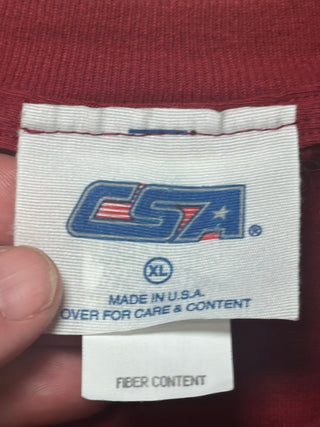 CSA®
XL
MADE IN U.S.A.
OVER FOR CARE & CONTENT
FIBER CONTENT